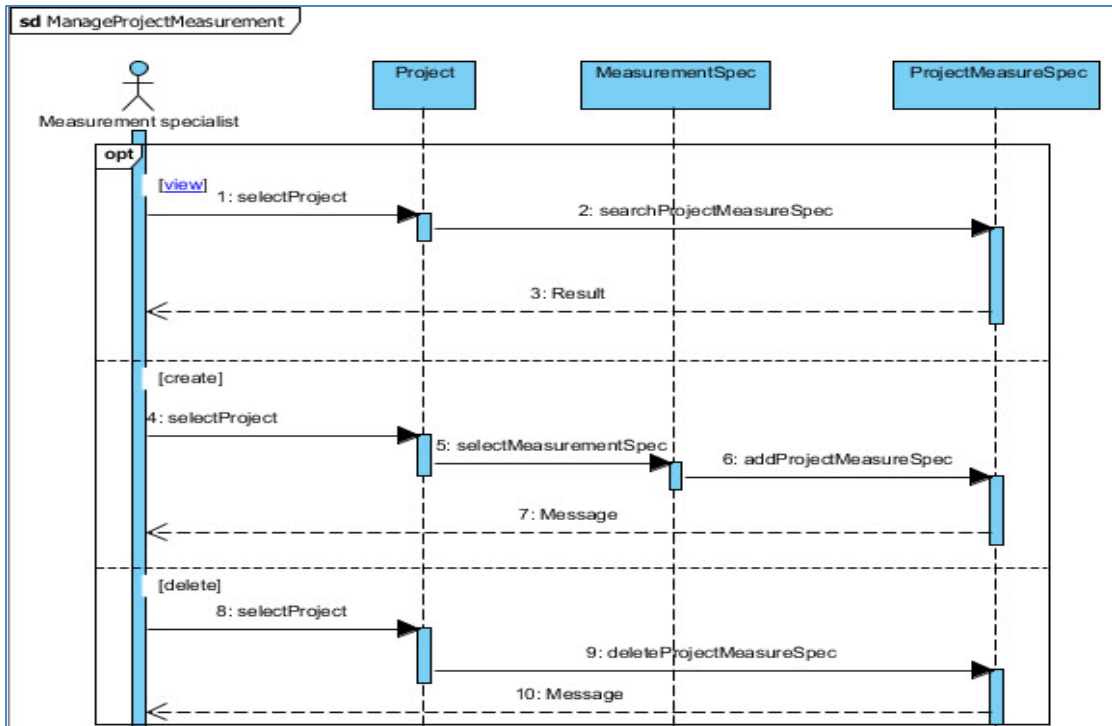 sd ManageProjectMeasurement
Project
MeasurementSpec
ProjectMeasureSpec
Measurement specialist
opt
[view]
1: selectProject
2: searchProjectMeasureSpec
3: Result
[create]
4: selectProject
5: selectMeasurementSpec
6: addProjectMeasureSpec
7: Message
[delete]
8: selectProject
9: deleteProjectMeasureSpec
10: Message